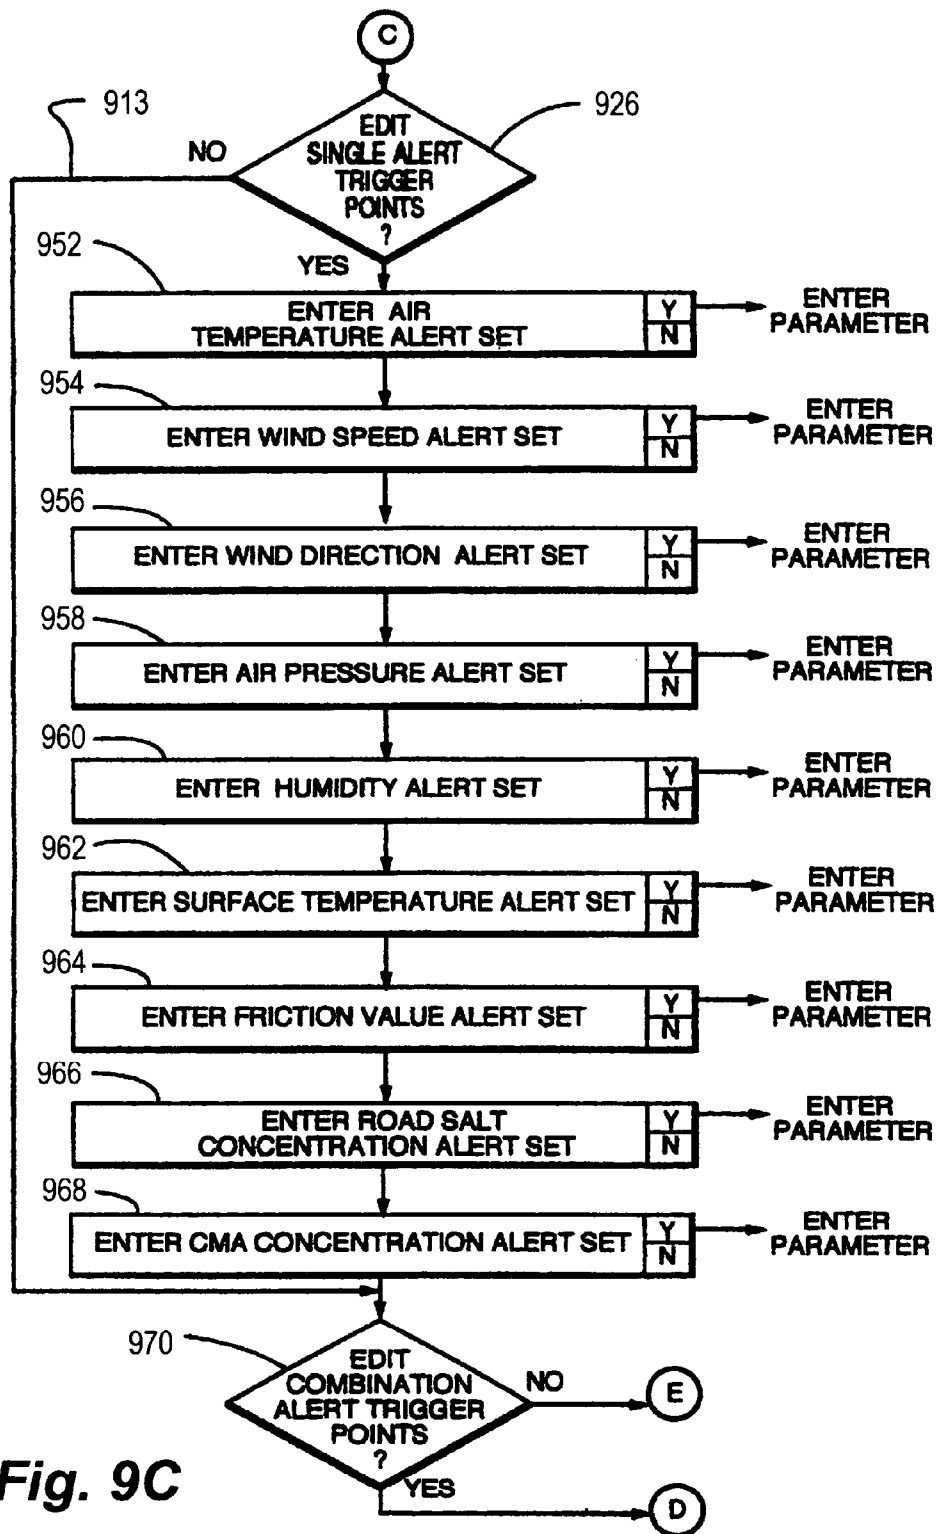 C
913
926
EDIT
SINGLE ALERT
TRIGGER
POINTS
?
NO
YES
952
ENTER AIR
TEMPERATURE ALERT SET
Y
N
ENTER
PARAMETER
954
ENTER WIND SPEED ALERT SET
Y
N
ENTER
PARAMETER
956
ENTER WIND DIRECTION ALERT SET
Y
N
ENTER
PARAMETER
958
ENTER AIR PRESSURE ALERT SET
Y
N
ENTER
PARAMETER
960
ENTER HUMIDITY ALERT SET
Y
N
ENTER
PARAMETER
962
ENTER SURFACE TEMPERATURE ALERT SET
Y
N
ENTER
PARAMETER
964
ENTER FRICTION VALUE ALERT SET
Y
N
ENTER
PARAMETER
966
ENTER ROAD SALT
CONCENTRATION ALERT SET
Y
N
ENTER
PARAMETER
968
ENTER CMA CONCENTRATION ALERT SET
Y
N
ENTER
PARAMETER
970
EDIT
COMBINATION
ALERT TRIGGER
POINTS
?
NO
E
YES
D
Fig. 9C